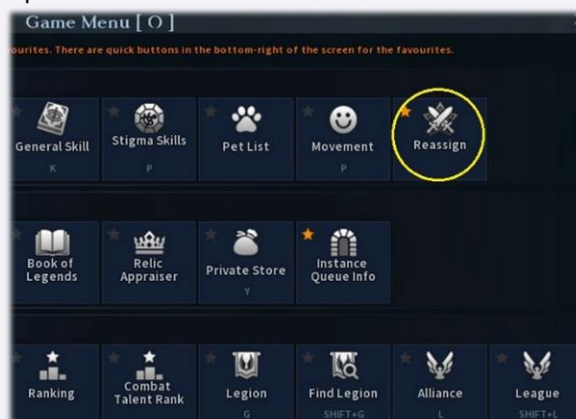 Game Menu [ O ]
ourites. There are quick buttons in the bottom-right of the screen for the favourites.
General Skill
K
Stigma Skills
P
Pet List
Movement
P
Reassign
Book of
Legends
Relic
Appraiser
Private Store
Y
Instance
Queue Info
Ranking
Combat
Talent Rank
Legion
G
Find Legion
SHIFT+G
Alliance
L
League
SHIFT+L